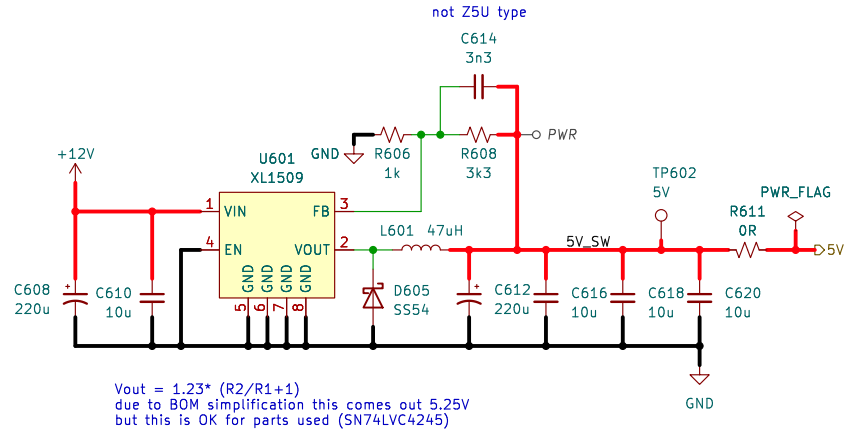 not Z5U type
C614
3n3
PWR
GND
R606
1k
R608
3k3
+12V
U601
XL1509
1
VIN
FB
3
4
EN
VOUT
2
GND
GND
GND
GND
5
6
7
8
L601 47uH
5V_SW
TP602
5V
PWR_FLAG
R611
0R
5V
C608
220u
C610
10u
D605
SS54
C612
220u
C616
10u
C618
10u
C620
10u
GND
Vout = 1.23* (R2/R1+1)
due to BOM simplification this comes out 5.25V
but this is OK for parts used (SN74LVC4245)